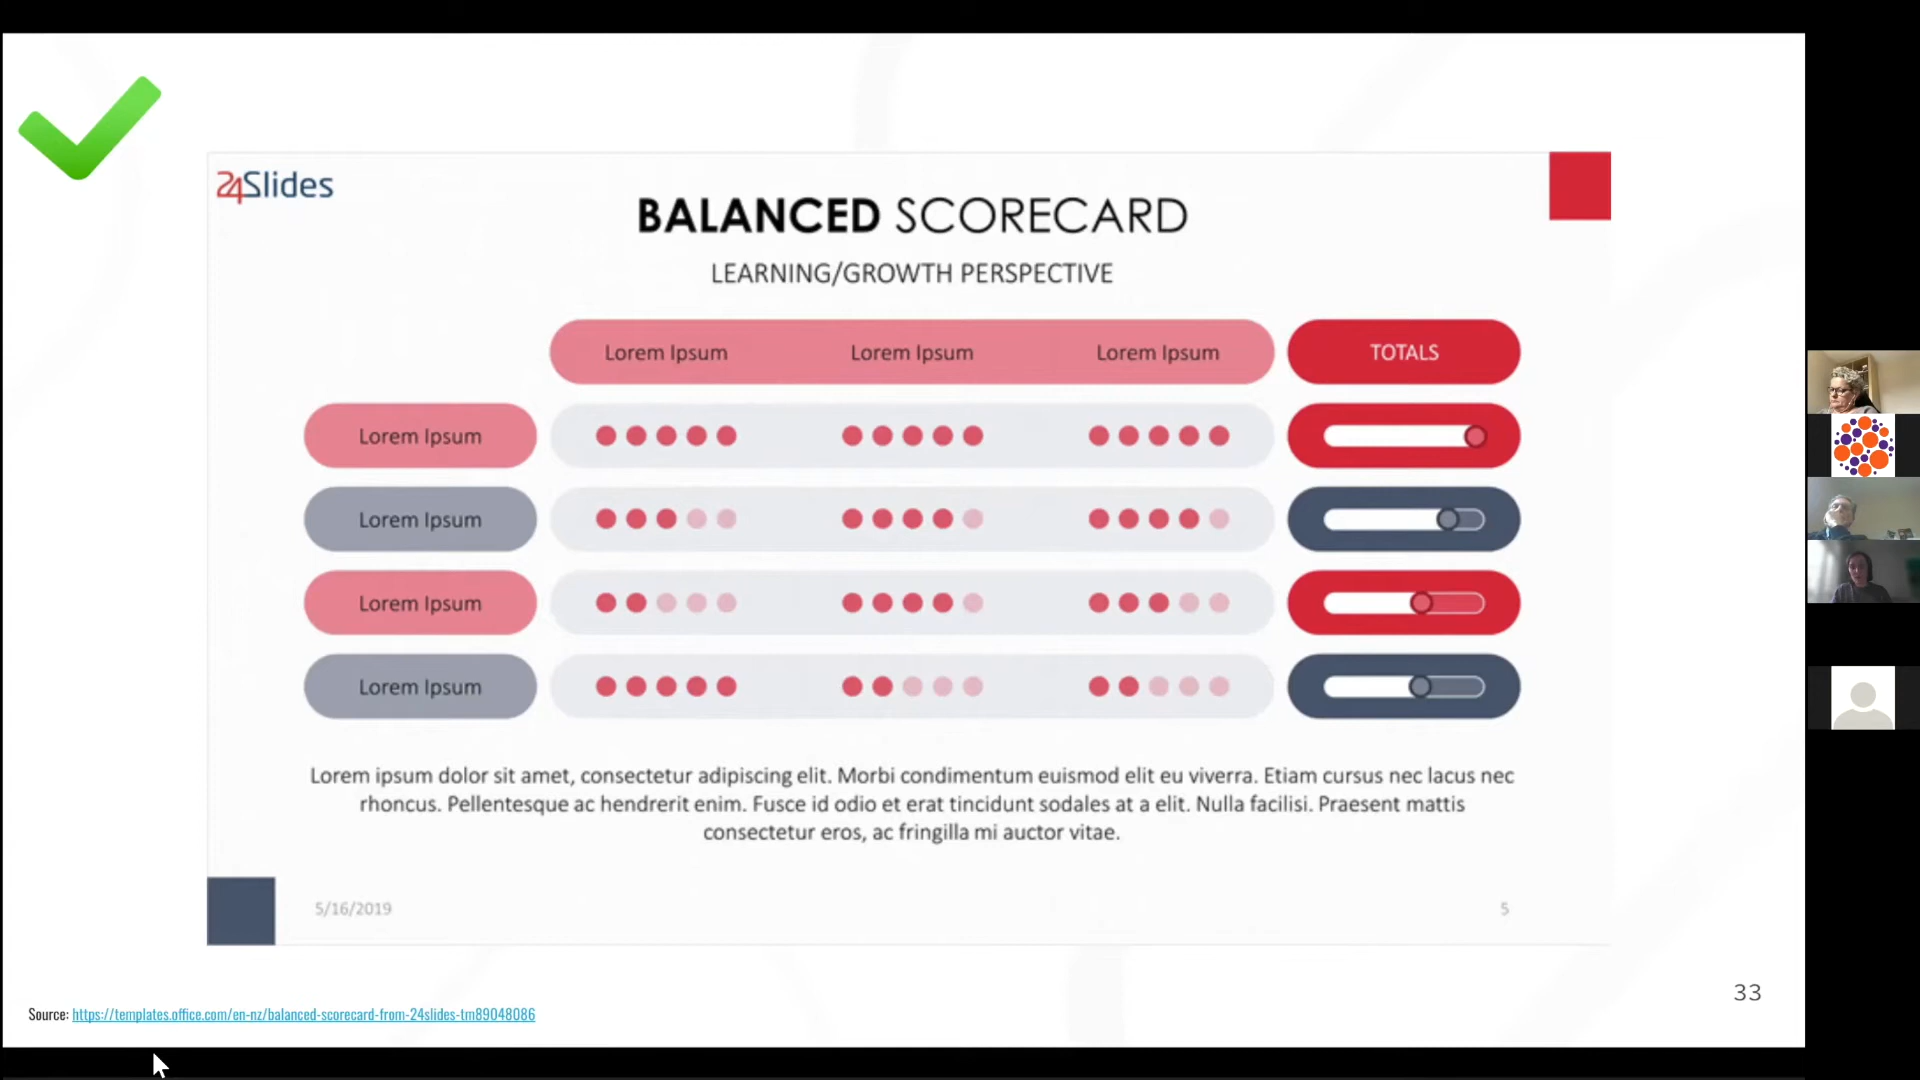 24Slides
BALANCED SCORECARD
LEARNING/GROWTH PERSPECTIVE
Lorem Ipsum Lorem Ipsum Lorem Ipsum TOTALS
Lorem Ipsum
Lorem Ipsum
Lorem Ipsum
Lorem Ipsum
Lorem ipsum dolor sit amet, consectetur adipiscing elit. Morbi condimentum euismod elit eu viverra. Etiam cursus nec lacus nec
rhoncus. Pellentesque ac hendrerit enim. Fusce id odio et erat tincidunt sodales at a elit. Nulla facilisi. Praesent mattis
consectetur eros, ac fringilla mi auctor vitae.
5/16/2019 5
33
Source: https://templates.office.com/en-nz/balanced-scorecard-from-24slides-tm89048086